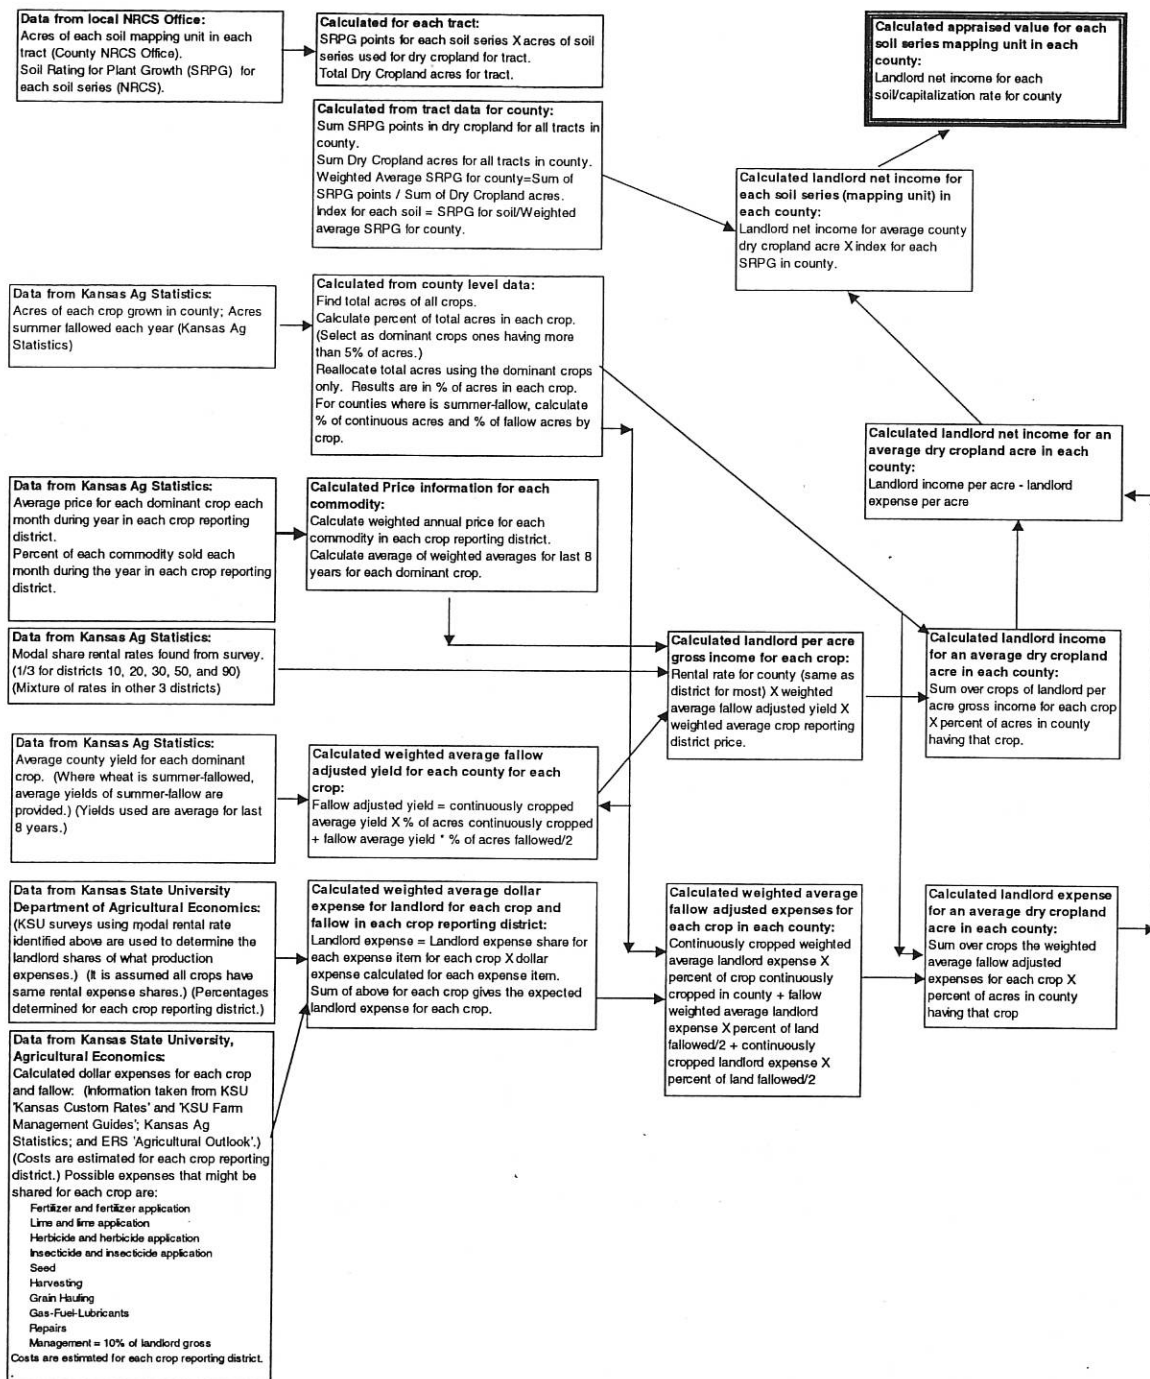 Data from local NRCS Office:
Acres of each soil mapping unit in each
tract (County NRCS Office).
Soil Rating for Plant Growth (SRPG) for
each soil series (NRCS).
Calculated for each tract:
SRPG points for each soil series X acres of soil
series used for dry cropland for tract.
Total Dry Cropland acres for tract.
Calculated appraised value for each
soil series mapping unit in each
county:
Landlord net income for each
soil/capitalization rate for county
Calculated from tract data for county:
Sum SRPG points in dry cropland for all tracts in
county.
Sum Dry Cropland acres for all tracts in county.
Weighted Average SRPG for county=Sum of
SRPG points / Sum of Dry Cropland acres.
Index for each soil = SRPG for soil/Weighted
average SRPG for county.
Calculated landlord net income for
each soil series (mapping unit) in
each county:
Landlord net income for average county
dry cropland acre X index for each
SRPG in county.
Data from Kansas Ag Statistics:
Acres of each crop grown in county; Acres
summer fallowed each year (Kansas Ag
Statistics)
Calculated from county level data:
Find total acres of all crops.
Calculate percent of total acres in each crop.
(Select as dominant crops ones having more
than 5% of acres.)
Reallocate total acres using the dominant crops
only. Results are in % of acres in each crop.
For counties where is summer-fallow, calculate
% of continuous acres and % of fallow acres by
crop.
Calculated landlord net income for an
average dry cropland acre in each
county:
Landlord income per acre - landlord
expense per acre
Data from Kansas Ag Statistics:
Average price for each dominant crop each
month during year in each crop reporting
district.
Percent of each commodity sold each
month during the year in each crop reporting
district.
Calculated Price information for each
commodity:
Calculate weighted annual price for each
commodity in each crop reporting district.
Calculate average of weighted averages for last 8
years for each dominant crop.
Data from Kansas Ag Statistics:
Modal share rental rates found from survey.
(1/3 for districts 10, 20, 30, 50, and 90)
(Mixture of rates in other 3 districts)
Calculated landlord per acre
gross income for each crop:
Rental rate for county (same as
district for most) X weighted
average fallow adjusted yield X
weighted average crop reporting
district price.
Calculated landlord income
for an average dry cropland
acre in each county:
Sum over crops of landlord per
acre gross income for each crop
X percent of acres in county
having that crop.
Data from Kansas Ag Statistics:
Average county yield for each dominant
crop. (Where wheat is summer-fallowed,
average yields of summer-fallow are
provided.) (Yields used are average for last
8 years.)
Calculated weighted average fallow
adjusted yield for each county for each
crop:
Fallow adjusted yield = continuously cropped
average yield X % of acres continuously cropped
+ fallow average yield * % of acres fallowed/2
Data from Kansas State University
Department of Agricultural Economics:
(KSU surveys using modal rental rate
identified above are used to determine the
landlord shares of what production
expenses.) (It is assumed all crops have
same rental expense shares.) (Percentages
determined for each crop reporting district.)
Calculated weighted average dollar
expense for landlord for each crop and
fallow in each crop reporting district:
Landlord expense = Landlord expense share for
each expense item for each crop X dollar
expense calculated for each expense item.
Sum of above for each crop gives the expected
landlord expense for each crop.
Calculated weighted average
fallow adjusted expenses for
each crop in each county:
Continuously cropped weighted
average landlord expense X
percent of crop continuously
cropped in county + fallow
weighted average landlord
expense X percent of land
fallowed/2 + continuously
cropped landlord expense X
percent of land fallowed/2
Calculated landlord expense
for an average dry cropland
acre in each county:
Sum over crops the weighted
average fallow adjusted
expenses for each crop X
percent of acres in county
having that crop
Data from Kansas State University,
Agricultural Economics:
Calculated dollar expenses for each crop
and fallow: (Information taken from KSU
'Kansas Custom Rates' and 'KSU Farm
Management Guides'; Kansas Ag
Statistics; and ERS 'Agricultural Outlook'.)
(Costs are estimated for each crop reporting
district.) Possible expenses that might be
shared for each crop are:
Fertilizer and fertilizer application
Lime and lime application
Herbicide and herbicide application
Insecticide and insecticide application
Seed
Harvesting
Grain Hauling
Gas-Fuel-Lubricants
Repairs
Management = 10% of landlord gross
Costs are estimated for each crop reporting district.